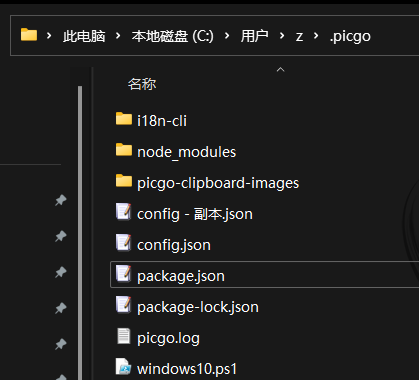 此电脑 › 本地磁盘 (C:) › 用户 › z › .picgo
名称
i18n-cli
node_modules
picgo-clipboard-images
config - 副本.json
config.json
package.json
package-lock.json
picgo.log
windows10.ps1